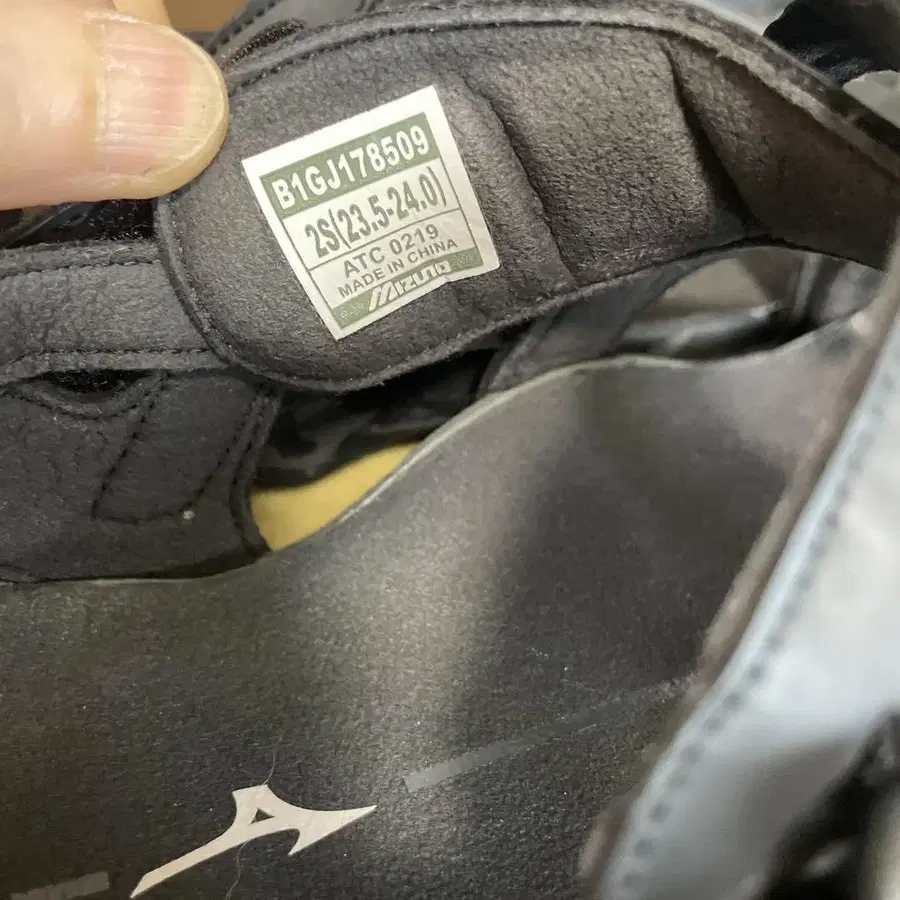 B1GJ178509
2S(23.5-24.0)
ATC 0219
MADE IN CHINA
MIZUNO